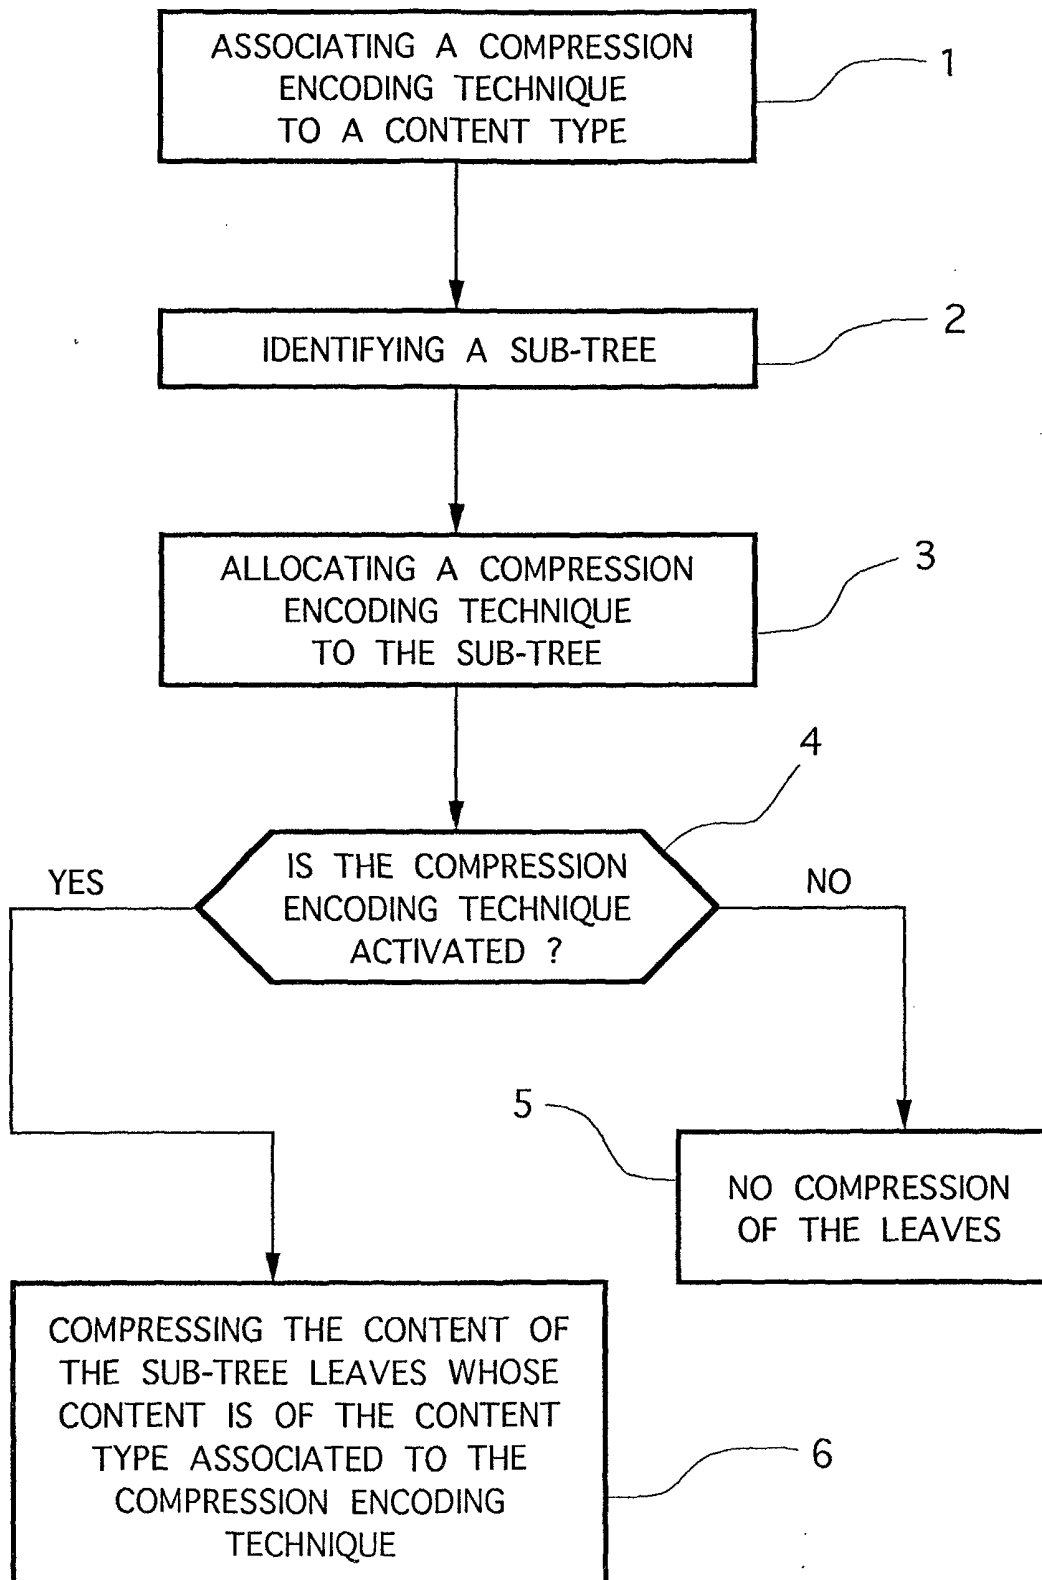 ASSOCIATING A COMPRESSION
ENCODING TECHNIQUE
TO A CONTENT TYPE
1
IDENTIFYING A SUB-TREE
2
ALLOCATING A COMPRESSION
ENCODING TECHNIQUE
TO THE SUB-TREE
3
4
IS THE COMPRESSION
ENCODING TECHNIQUE
ACTIVATED ?
YES
NO
5
NO COMPRESSION
OF THE LEAVES
COMPRESSING THE CONTENT OF
THE SUB-TREE LEAVES WHOSE
CONTENT IS OF THE CONTENT
TYPE ASSOCIATED TO THE
COMPRESSION ENCODING
TECHNIQUE
6